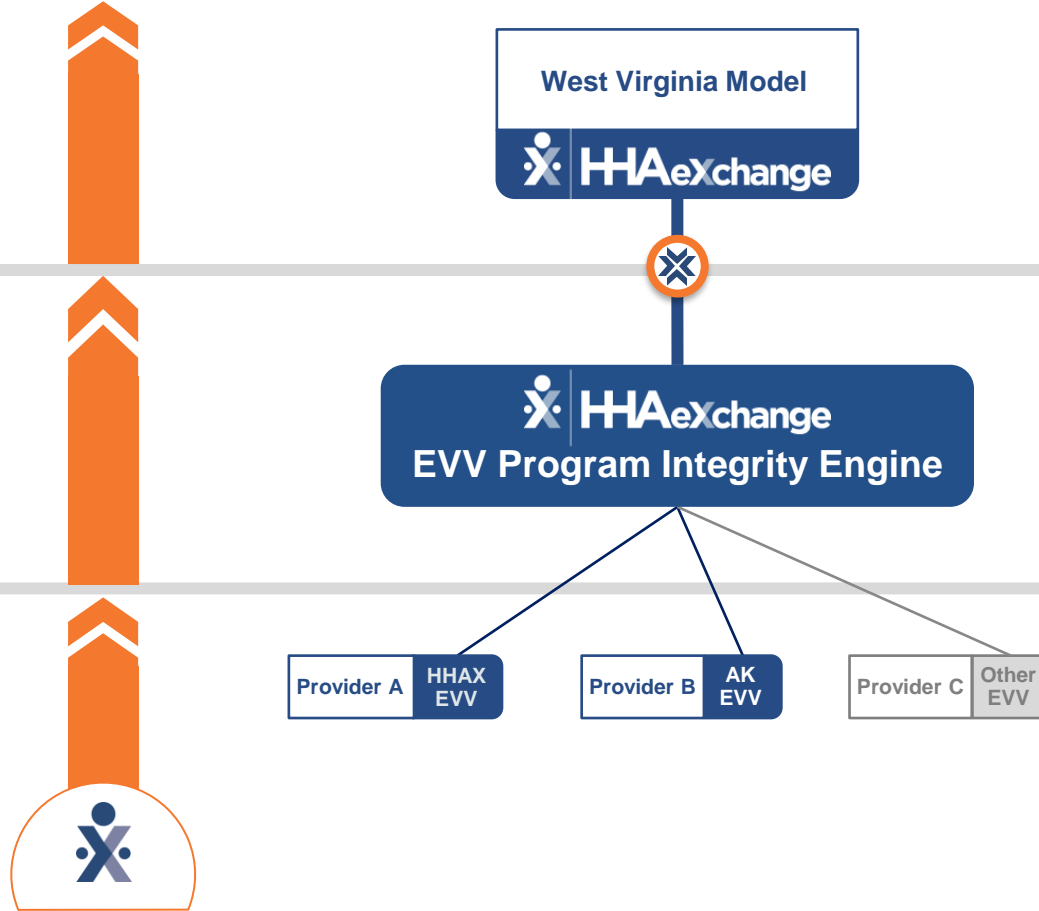 West Virginia Model
HHAeXchange
HHAeXchange
EVV Program Integrity Engine
Provider A
HHAX
EVV
Provider B
AK
EVV
Provider C
Other
EVV